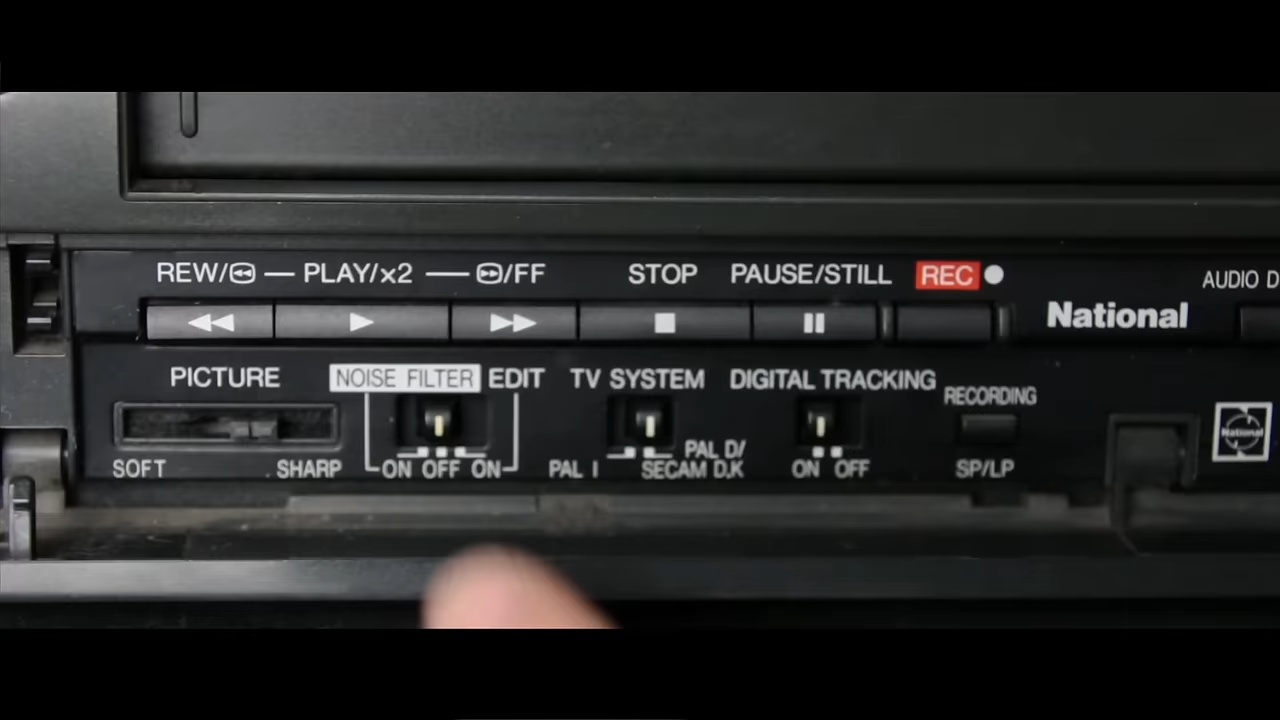 REW/ — PLAY/x2 — /FF STOP PAUSE/STILL REC AUDIO D
National
PICTURE NOISE FILTER EDIT TV SYSTEM DIGITAL TRACKING RECORDING
National
PAL D/
SOFT SHARP ON OFF ON PAL I SECAM D,K ON OFF SP/LP